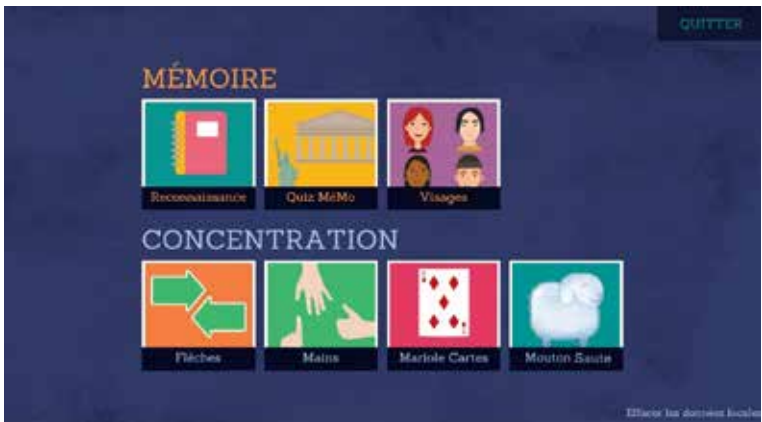 QUITTER
MÉMOIRE
Reconnaissance
Quiz MéMo
Visages
CONCENTRATION
Flèches
Mains
Mariole Cartes
Mouton Saute
Effacer les données locales